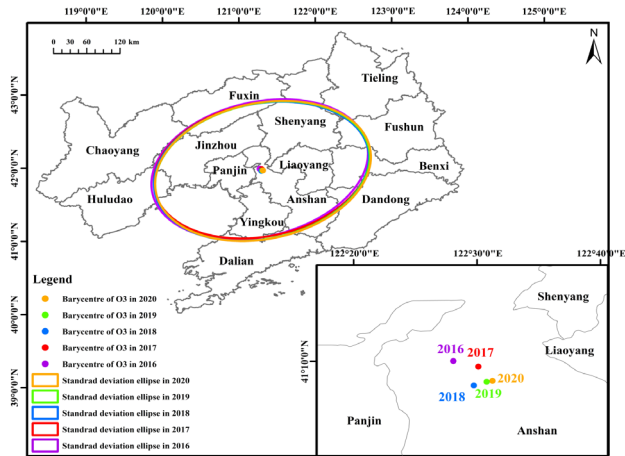 119°0'0"N 120°0'0"N 121°0'0"N 122°0'0"N 123°0'0"N 124°0'0"N 125°0'0"N
0 30 60 120 km
N
43°0'0"N
42°0'0"N
41°0'0"N
40°0'0"N
39°0'0"N
Tieling
Fuxin
Shenyang
Fushun
Jinzhou
Chaoyang
Liaoyang
Benxi
Panjin
Huludao
Anshan
Dandong
Yingkou
Dalian
Legend
Barycentre of O3 in 2020
Barycentre of O3 in 2019
Barycentre of O3 in 2018
Barycentre of O3 in 2017
Barycentre of O3 in 2016
Standrad deviation ellipse in 2020
Standrad deviation ellipse in 2019
Standrad deviation ellipse in 2018
Standrad deviation ellipse in 2017
Standrad deviation ellipse in 2016
122°20'0"N 122°30'0"N 122°40'0"N
41°10'0"N
Shenyang
Liaoyang
2016
2017
2018
2019
2020
Panjin
Anshan